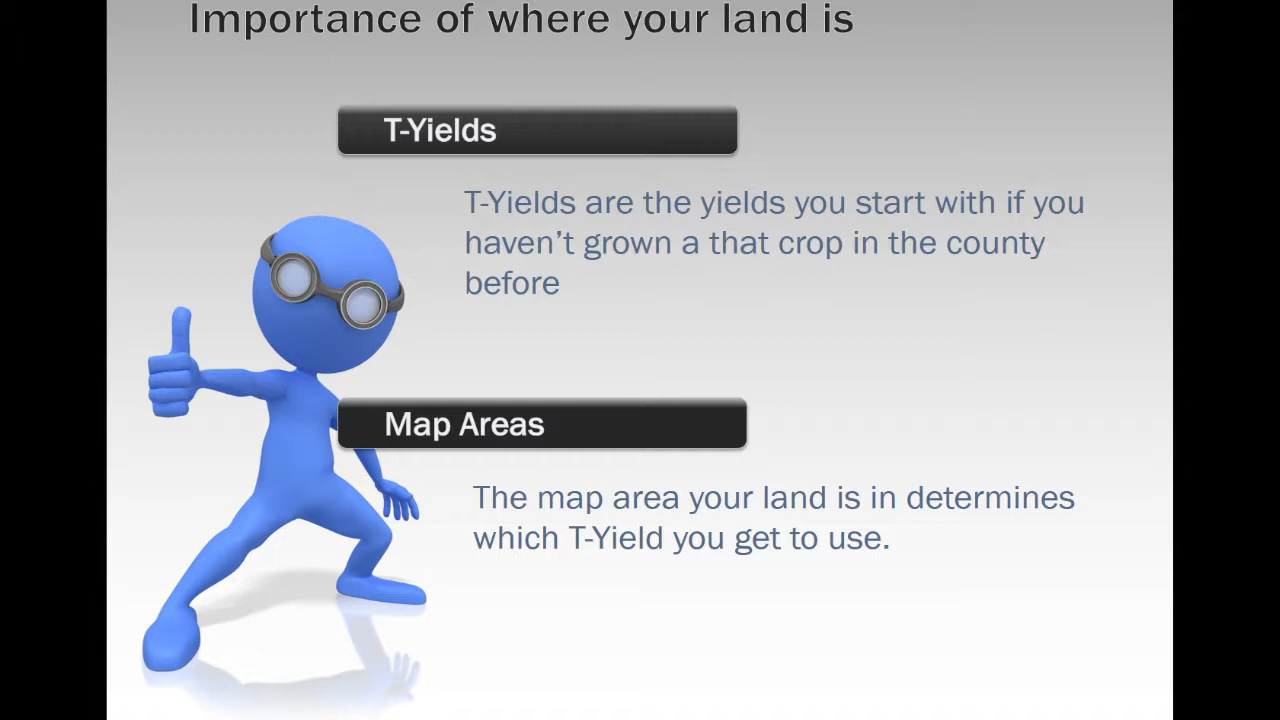 Importance of where your land is
T-Yields
T-Yields are the yields you start with if you
haven’t grown a that crop in the county
before
Map Areas
The map area your land is in determines
which T-Yield you get to use.